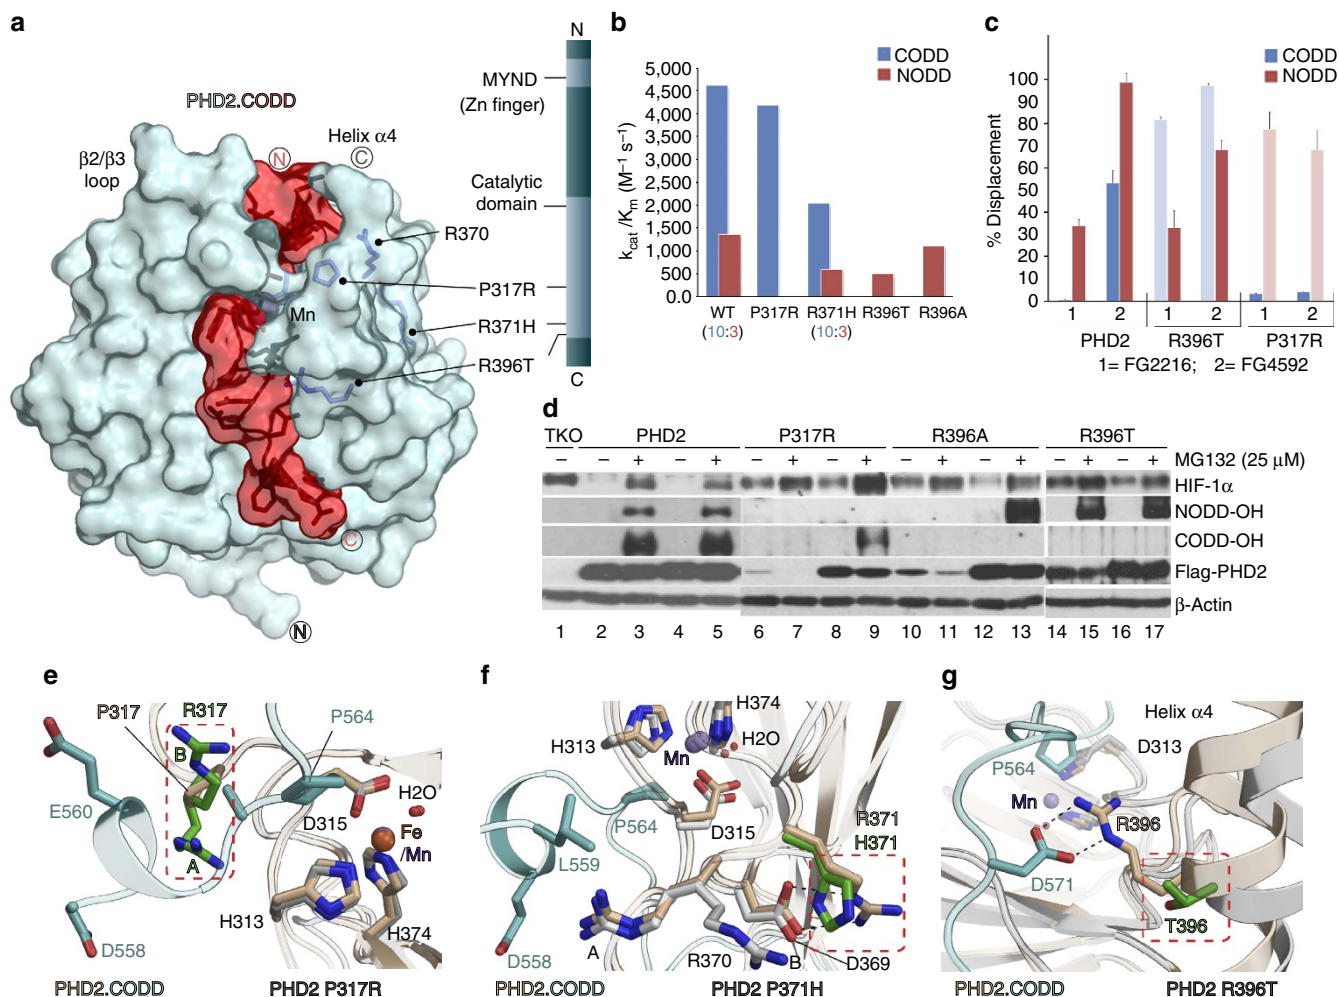 a
PHD2.CODD
β2/β3
loop
N
Helix α4
C
Mn
C
N
R370
P317R
R371H
R396T
N
MYND
(Zn finger)
Catalytic
domain
C
b
CODD
NODD
kcat /Km (M–1 s–1)
5,000
4,500
4,000
3,500
3,000
2,500
2,000
1,500
1,000
500
0.0
WT P317R R371H R396T R396A
(10:3) (10:3)
c
CODD
NODD
% Displacement
100
90
80
70
60
50
40
30
20
10
0
1 2 1 2 1 2
PHD2 R396T P317R
1= FG2216; 2= FG4592
d
TKO PHD2 P317R R396A R396T
– – + – + – + – + – + – + – + – + MG132 (25 µM)
HIF-1α
NODD-OH
CODD-OH
Flag-PHD2
β-Actin
1 2 3 4 5 6 7 8 9 10 11 12 13 14 15 16 17
e
P317
R317
B
P564
E560
A
D315
H2O
Fe
/Mn
H313
H374
D558
PHD2.CODD PHD2 P317R
f
H374
H313
H2O
Mn
P564
D315
R371
H371
L559
A
R370
B
D369
D558
PHD2.CODD PHD2 P371H
g
Helix α4
D313
P564
Mn
R396
D571
T396
PHD2.CODD PHD2 R396T